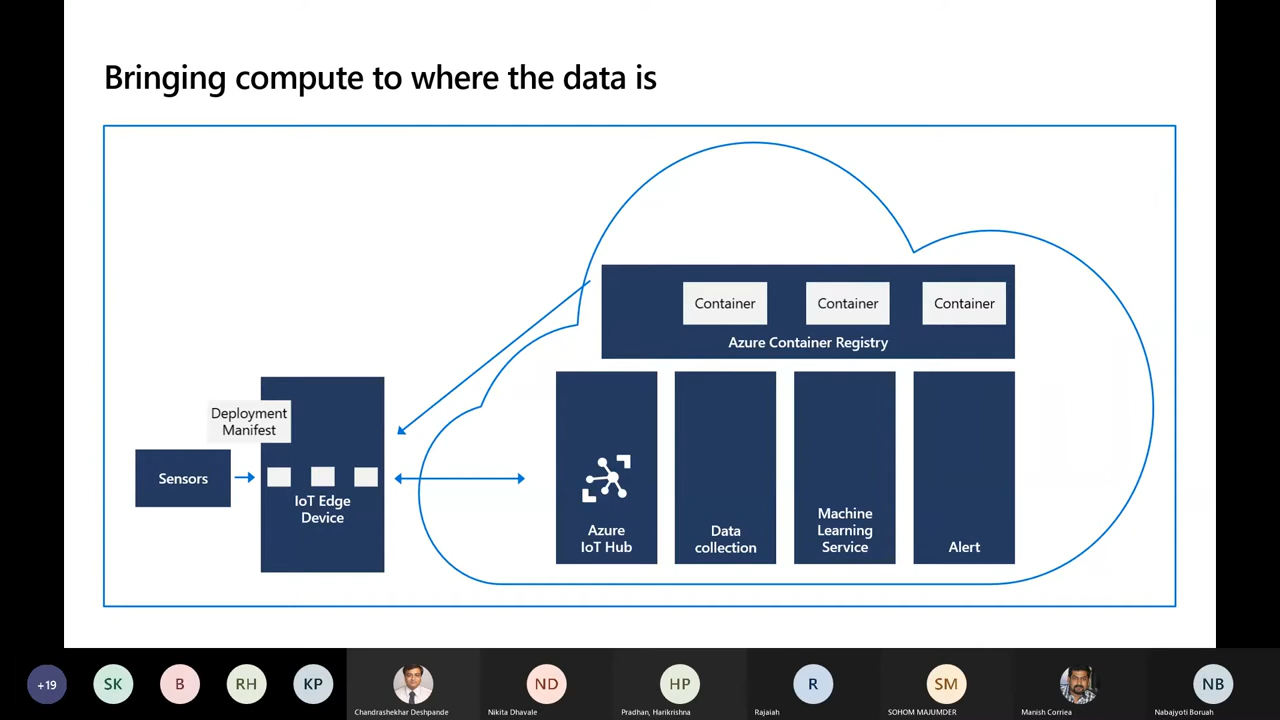 Bringing compute to where the data is
Container
Container
Container
Azure Container Registry
Deployment
Manifest
Sensors
IoT Edge
Device
Azure
IoT Hub
Data
collection
Machine
Learning
Service
Alert
+19
SK
B
RH
KP
Chandrashekhar Deshpande
ND
Nikita Dhavale
HP
Pradhan, Harikrishna
R
Rajaiah
SM
SOHOM MAJUMDER
Manish Corriea
NB
Nabajyoti Boruah